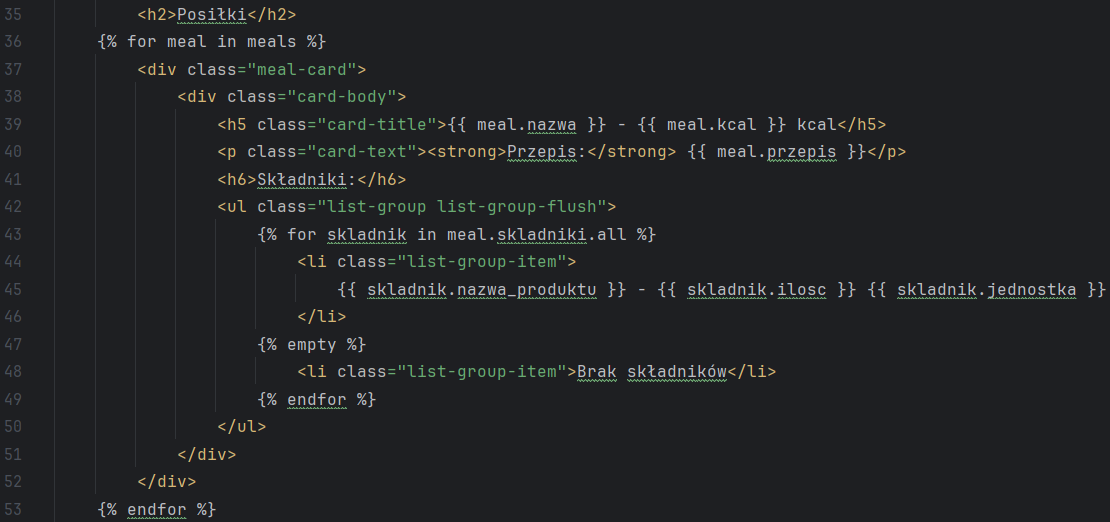 35 <h2>Posiłki</h2>
36 {% for meal in meals %}
37 <div class="meal-card">
38 <div class="card-body">
39 <h5 class="card-title">{{ meal.nazwa }} - {{ meal.kcal }} kcal</h5>
40 <p class="card-text"><strong>Przepis:</strong> {{ meal.przepis }}</p>
41 <h6>Składniki:</h6>
42 <ul class="list-group list-group-flush">
43 {% for skladnik in meal.skladniki.all %}
44 <li class="list-group-item">
45 {{ skladnik.nazwa_produktu }} - {{ skladnik.ilosc }} {{ skladnik.jednostka }}
46 </li>
47 {% empty %}
48 <li class="list-group-item">Brak składników</li>
49 {% endfor %}
50 </ul>
51 </div>
52 </div>
53 {% endfor %}